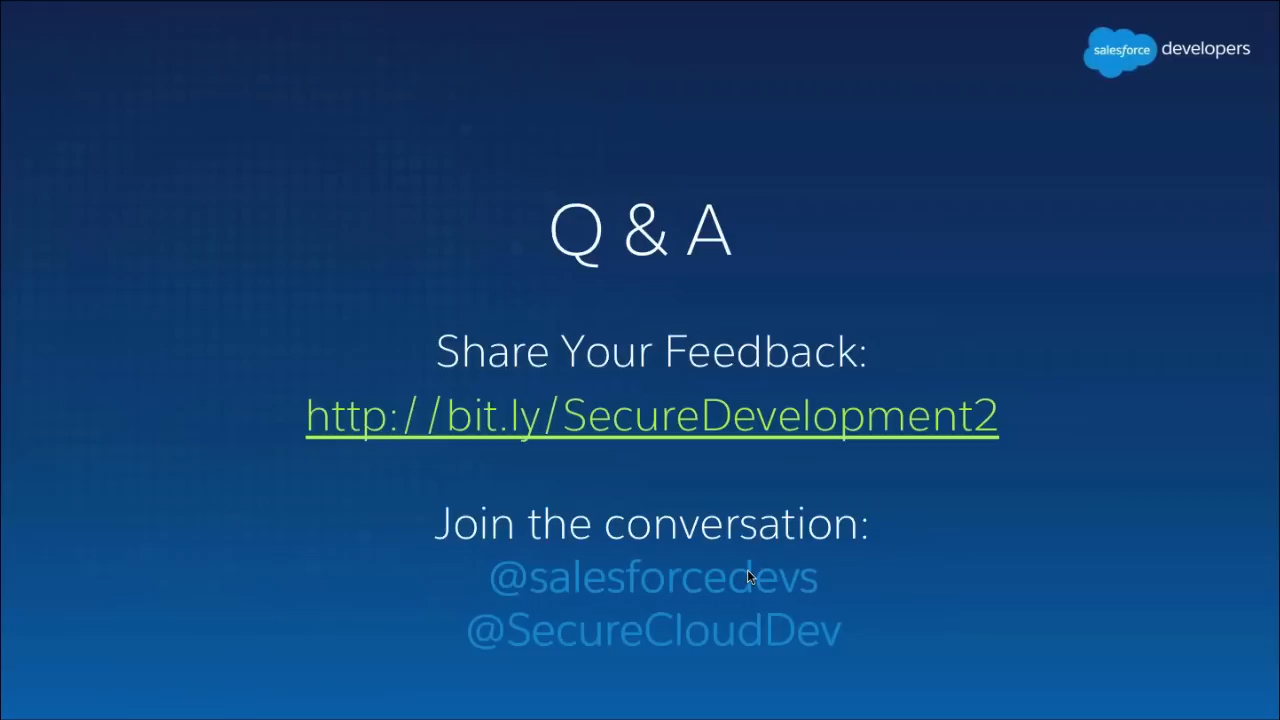 salesforce developers
Q & A
Share Your Feedback:
http://bit.ly/SecureDevelopment2
Join the conversation:
@salesforcedevs
@SecureCloudDev